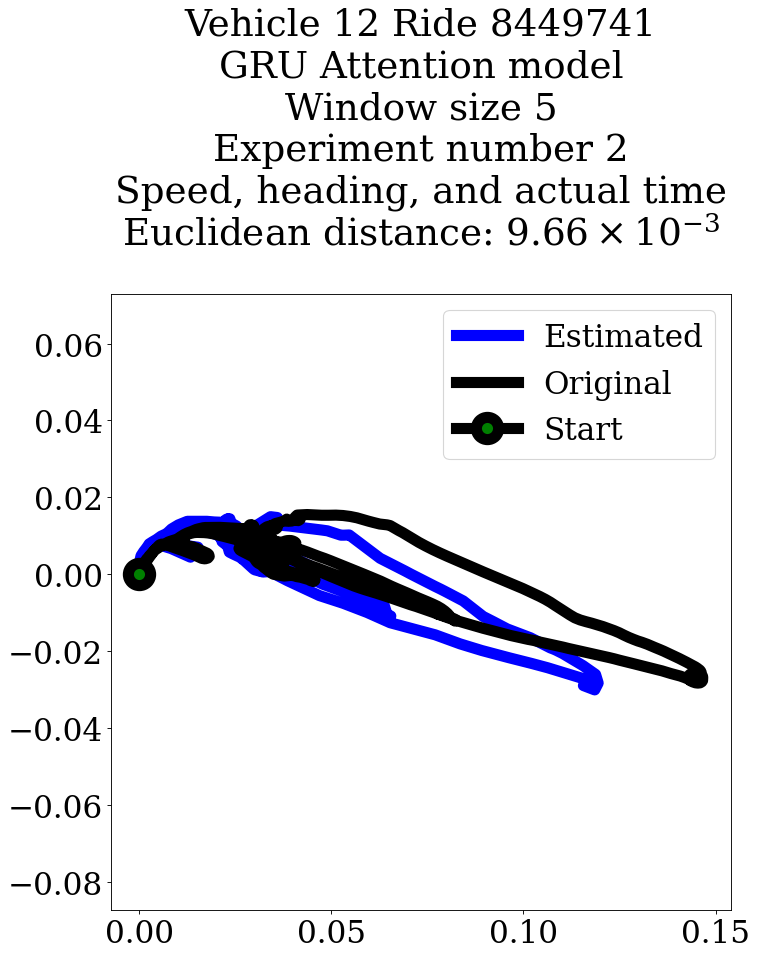 Vehicle 12 Ride 8449741
GRU Attention model
Window size 5
Experiment number 2
Speed, heading, and actual time
Euclidean distance: 9.66 × 10⁻³
Estimated
Original
Start
0.06
0.04
0.02
0.00
−0.02
−0.04
−0.06
−0.08
0.00 0.05 0.10 0.15